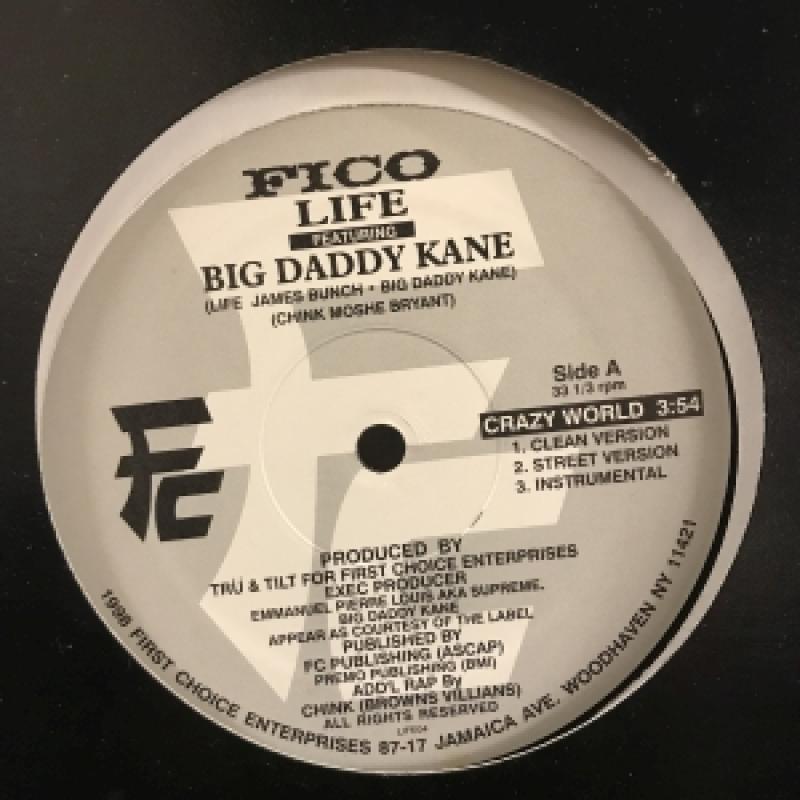 FICO
LIFE
FEATURING
BIG DADDY KANE
(LIFE JAMES BUNCH • BIG DADDY KANE)
(CHINK MOSHE BRYANT)
Side A
33 1/3 rpm
CRAZY WORLD 3:54
1. CLEAN VERSION
2. STREET VERSION
3. INSTRUMENTAL
FC
PRODUCED BY
TRU & TILT FOR FIRST CHOICE ENTERPRISES
EXEC PRODUCER
EMMANUEL PIERRE LOUIS AKA SUPREME.
BIG DADDY KANE
APPEAR AS COURTESY OF THE LABEL
PUBLISHED BY
FC PUBLISHING (ASCAP)
PREMO PUBLISHING (BMI)
ADD'L RAP By
CHINK (BROWNS VILLIANS)
ALL RIGHTS RESERVED
1998 FIRST CHOICE ENTERPRISES 87-17 JAMAICA AVE. WOODHAVEN NY 11421